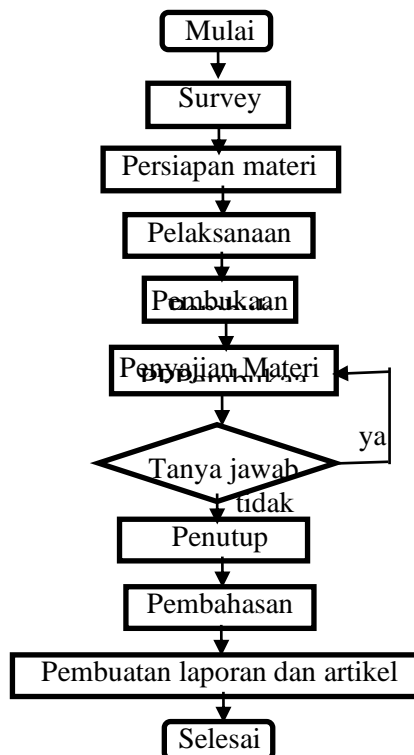 Mulai
Survey
Persiapan materi
Pelaksanaan
Pembukaan
Penyajian Materi
ya
Tanya jawab
tidak
Penutup
Pembahasan
Pembuatan laporan dan artikel
Selesai